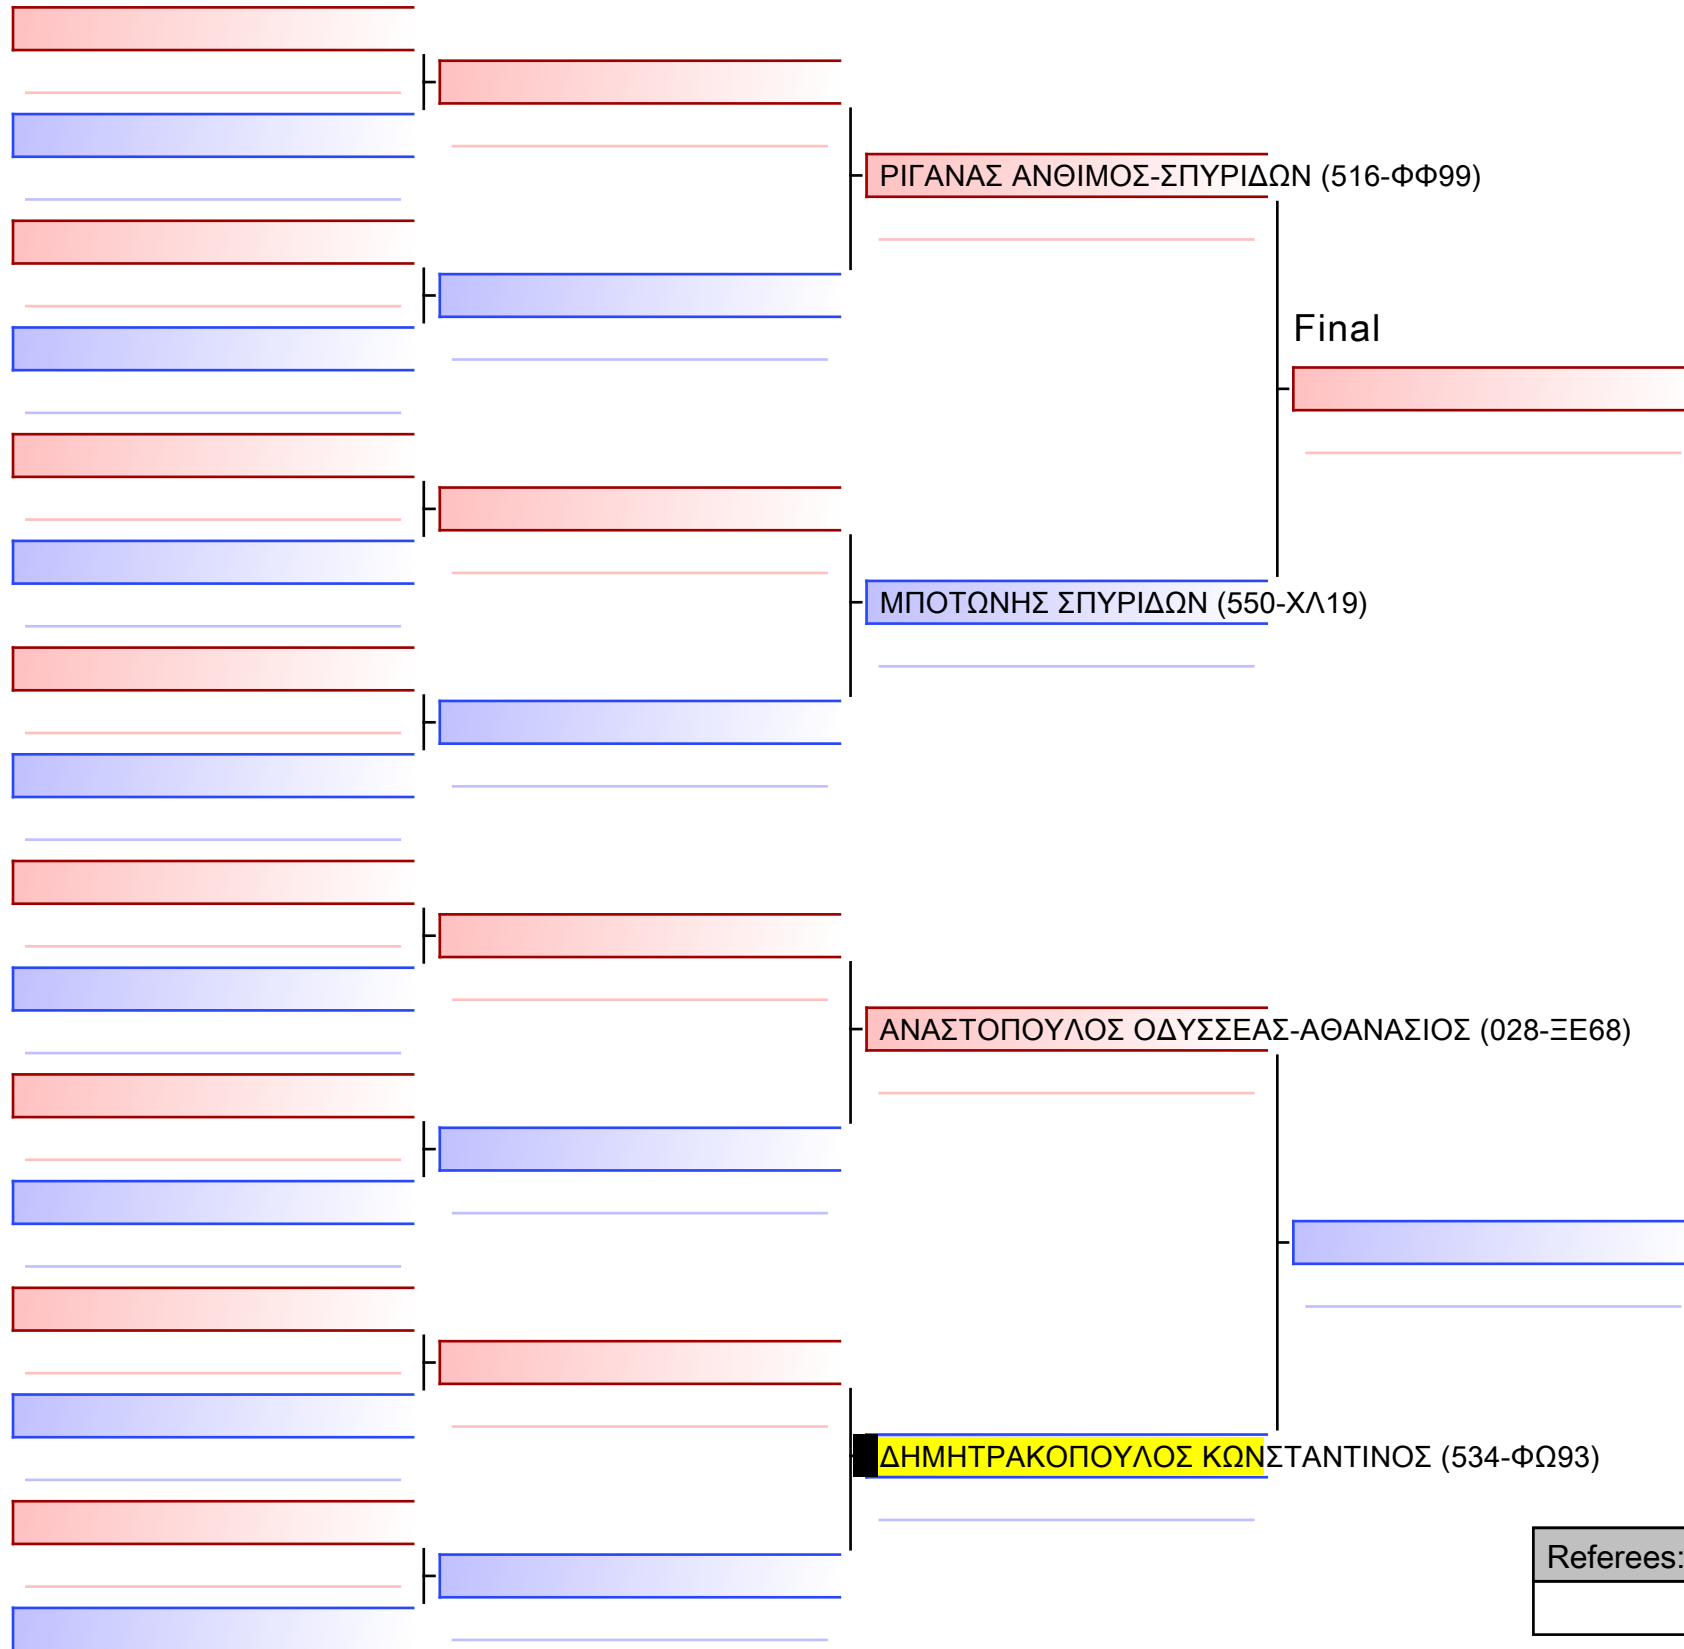 ΡΙΓΑΝΑΣ ΑΝΘΙΜΟΣ-ΣΠΥΡΙΔΩΝ (516-ΦΦ99)
Final
ΜΠΟΤΩΝΗΣ ΣΠΥΡΙΔΩΝ (550-ΧΛ19)
ΑΝΑΣΤΟΠΟΥΛΟΣ ΟΔΥΣΣΕΑΣ-ΑΘΑΝΑΣΙΟΣ (028-ΞΕ68)
ΔΗΜΗΤΡΑΚΟΠΟΥΛΟΣ ΚΩΝΣΤΑΝΤΙΝΟΣ (534-ΦΩ93)
Referees: